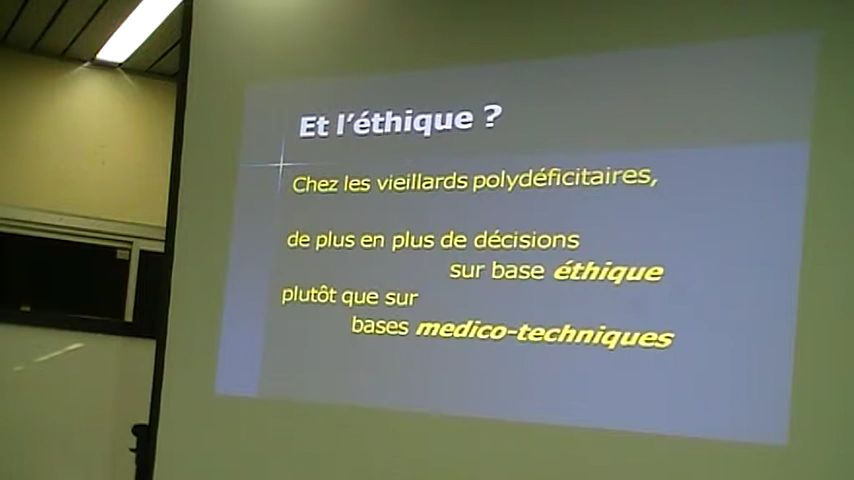 Et l'éthique ?
Chez les vieillards polydéficitaires,
de plus en plus de décisions
sur base éthique
plutôt que sur
bases medico-techniques